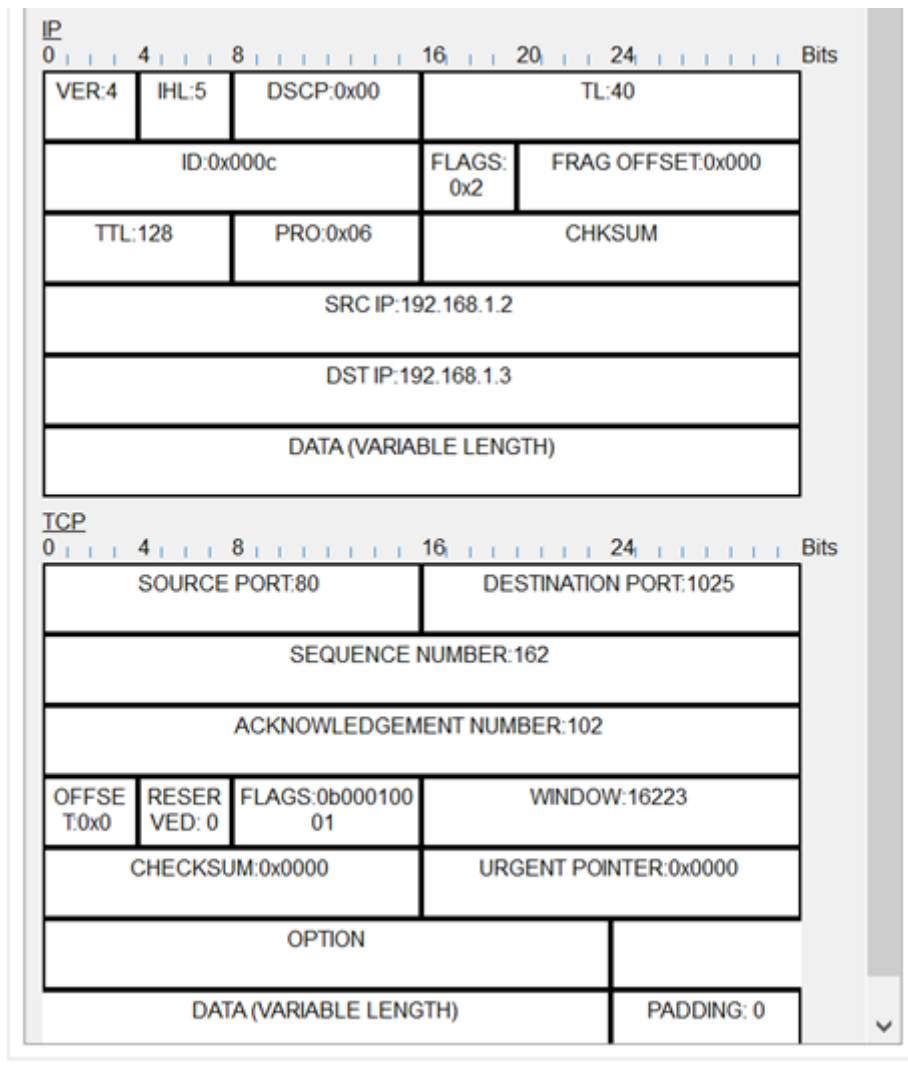 IP
0 4 8 16 20 24 Bits
VER:4 IHL:5 DSCP:0x00 TL:40
ID:0x000c FLAGS: FRAG OFFSET:0x000
0x2
TTL:128 PRO:0x06 CHKSUM
SRC IP:192.168.1.2
DST IP:192.168.1.3
DATA (VARIABLE LENGTH)
TCP
0 4 8 16 24 Bits
SOURCE PORT:80 DESTINATION PORT:1025
SEQUENCE NUMBER:162
ACKNOWLEDGEMENT NUMBER:102
OFFSE RESER FLAGS:0b000100 WINDOW:16223
T:0x0 VED: 0 01
CHECKSUM:0x0000 URGENT POINTER:0x0000
OPTION
DATA (VARIABLE LENGTH) PADDING: 0